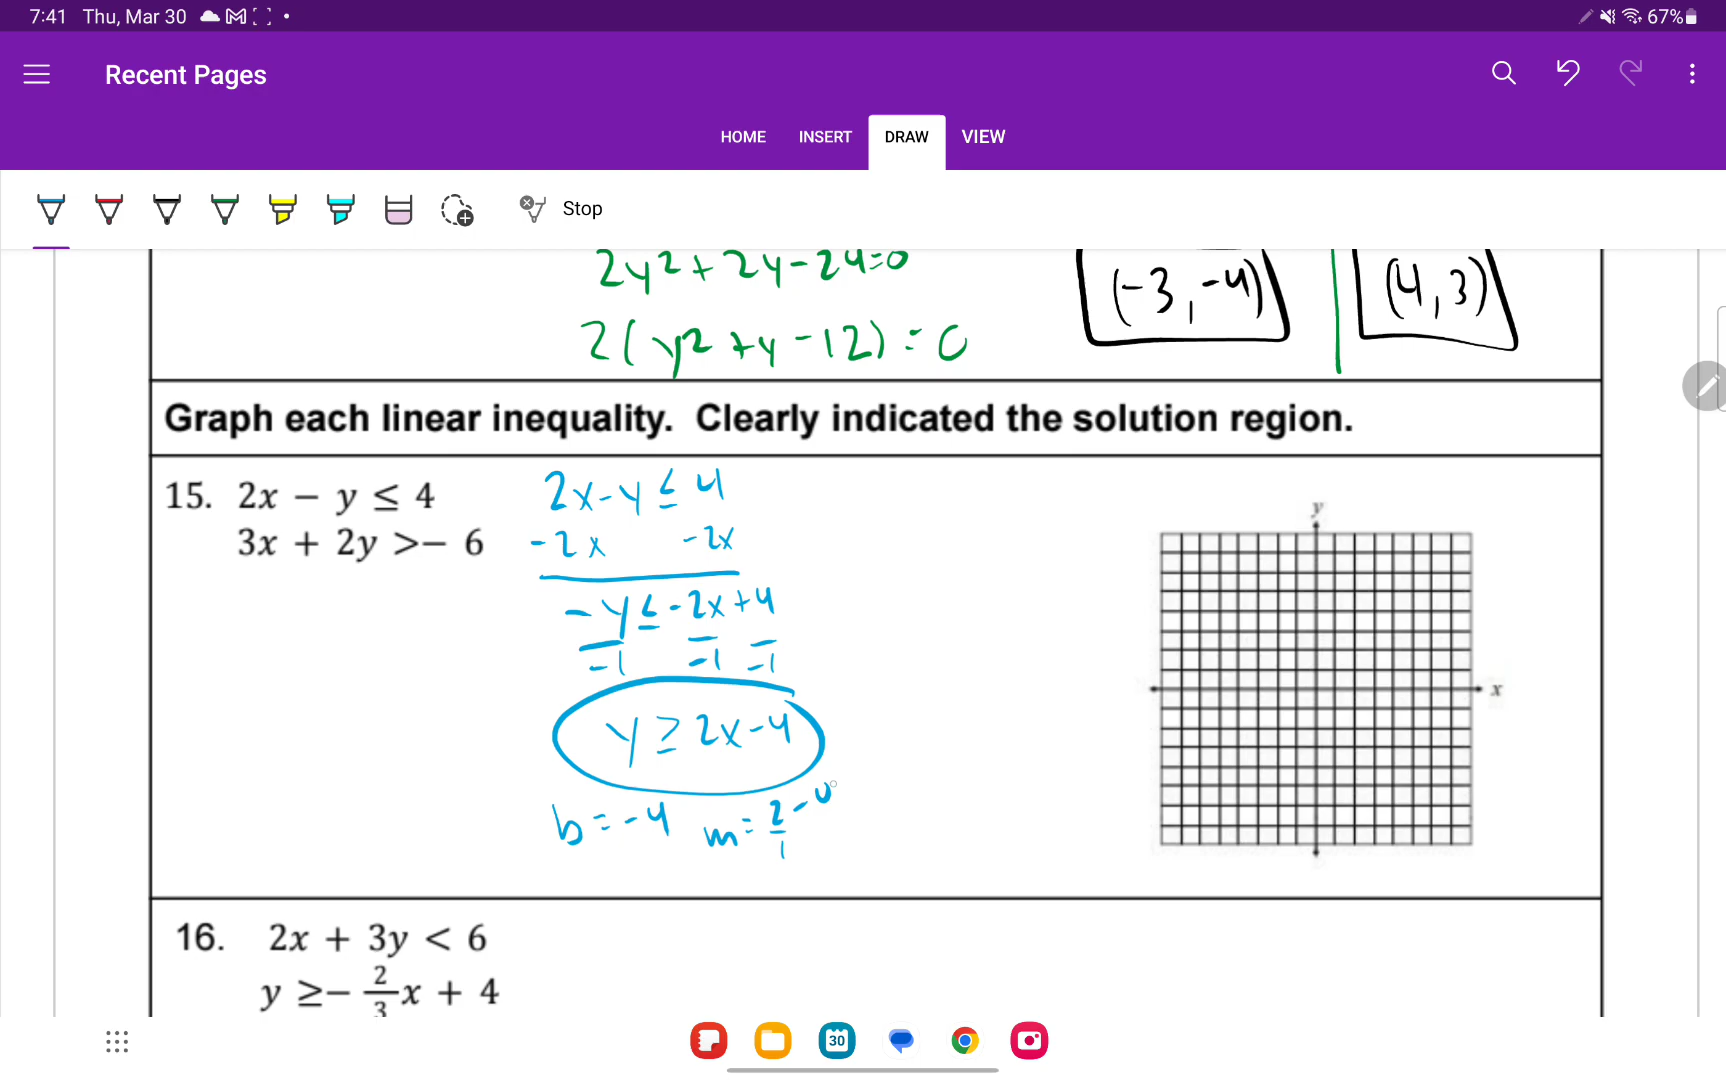 7:41 Thu, Mar 30
67%
Recent Pages
HOME INSERT DRAW VIEW
Stop
2y²+2y-24=0
2(y²+y-12)=0
(-3,-4)
(4,3)
Graph each linear inequality. Clearly indicated the solution region.
15. 2x − y ≤ 4
3x + 2y >− 6
2x-y ≤ 4
-2x -2x
-y ≤ -2x+4
-1 -1 -1
y ≥ 2x-4
b=-4 m=2/1
y
x
16. 2x + 3y < 6
y ≥− 2/3 x + 4
30